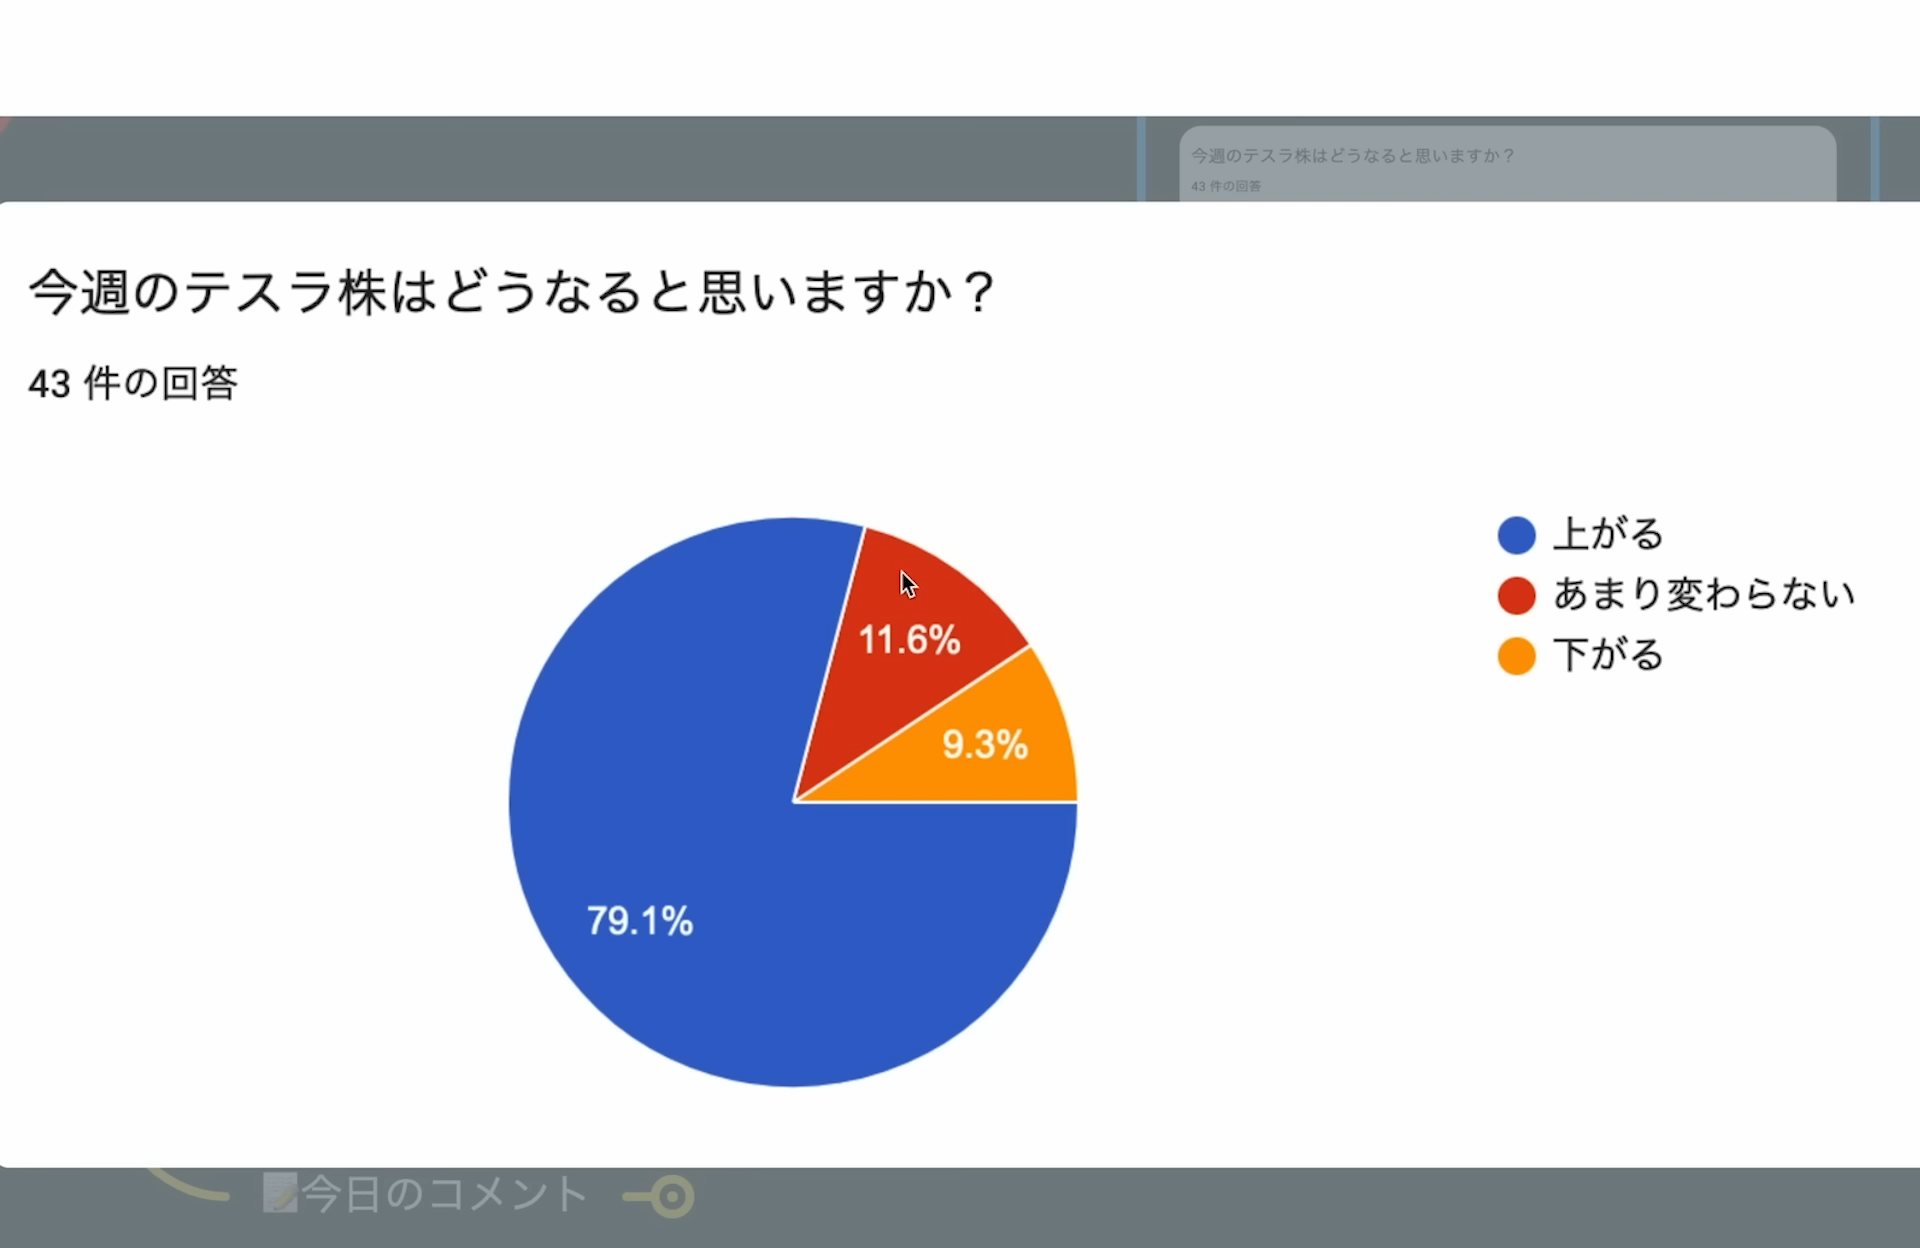 今週のテスラ株はどうなると思いますか？
43 件の回答
今週のテスラ株はどうなると思いますか？
43 件の回答
上がる
あまり変わらない
下がる
11.6%
9.3%
79.1%
📝今日のコメント